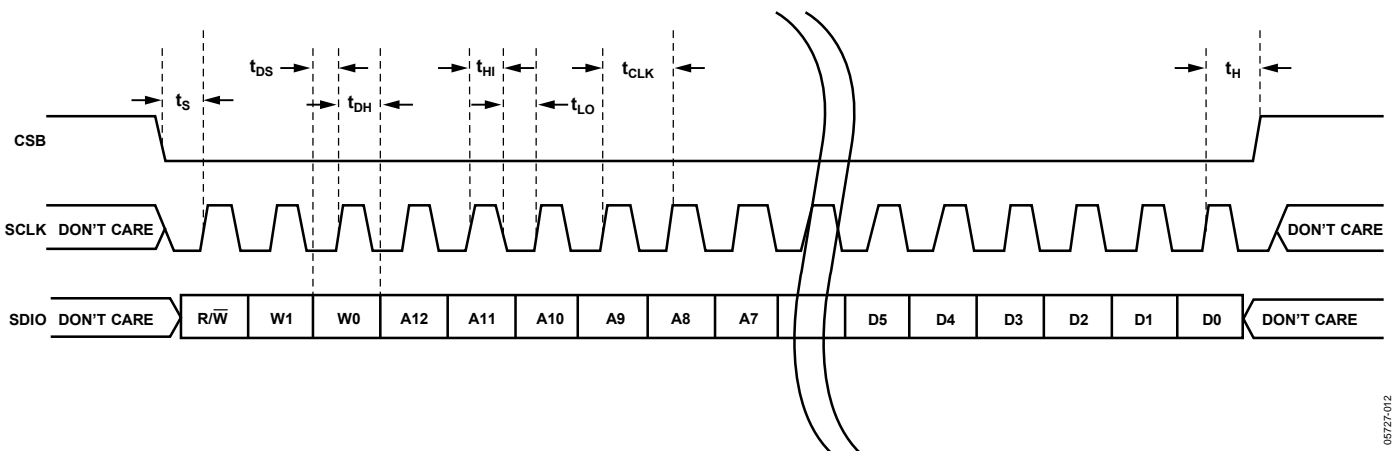 tDS tHI tCLK tH
tS tDH tLO
CSB
SCLK DON'T CARE DON'T CARE
SDIO DON'T CARE R/W̅ W1 W0 A12 A11 A10 A9 A8 A7 D5 D4 D3 D2 D1 D0 DON'T CARE
05727-012